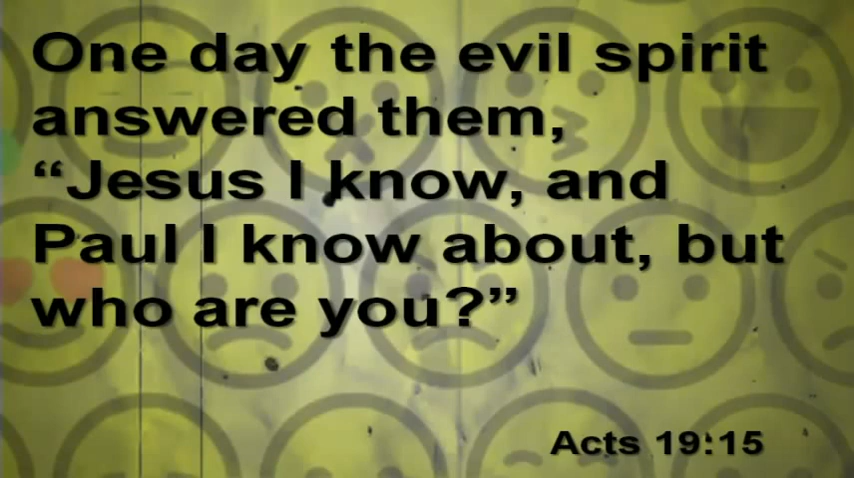 One day the evil spirit
answered them,
“Jesus I know, and
Paul I know about, but
who are you?”
Acts 19:15